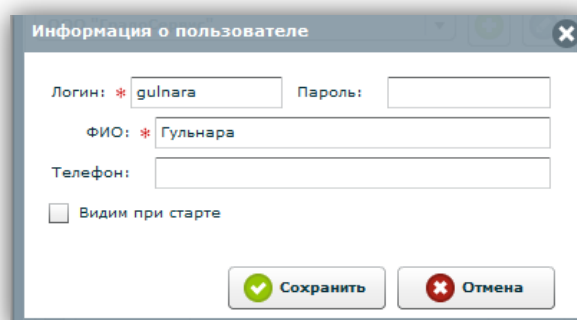 Информация о пользователе
Логин: * gulnara Пароль:
ФИО: * Гульнара
Телефон:
Видим при старте
Сохранить Отмена